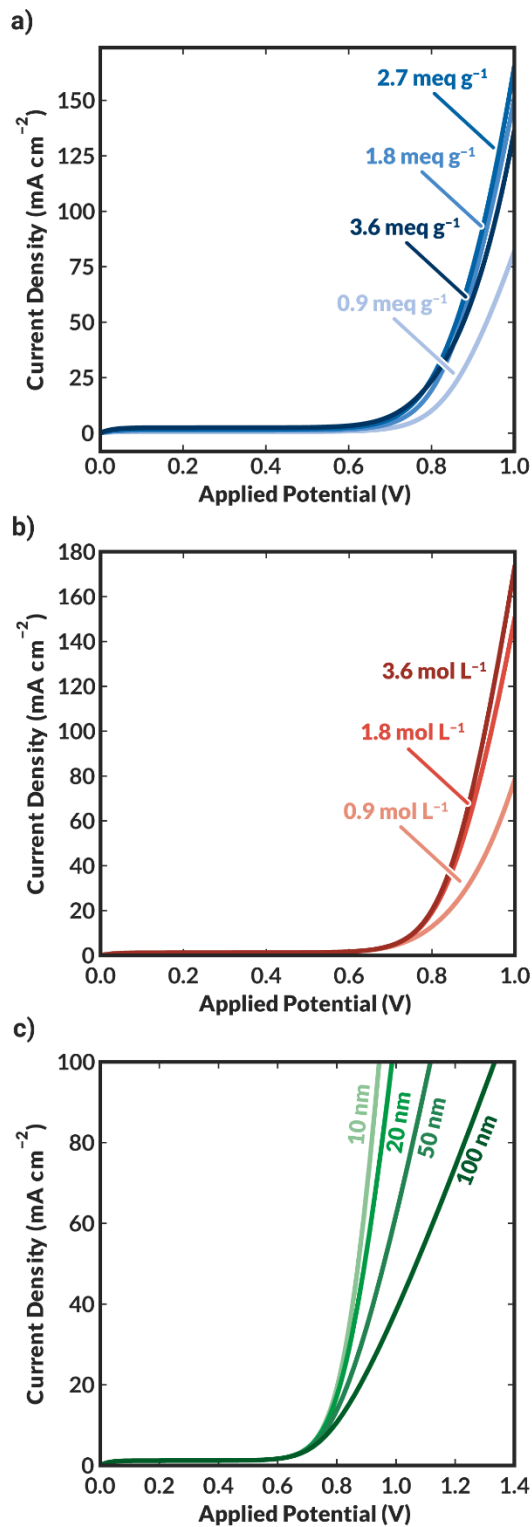 a)
Current Density (mA cm⁻²)
150
125
100
75
50
25
0
2.7 meq g⁻¹
1.8 meq g⁻¹
3.6 meq g⁻¹
0.9 meq g⁻¹
0.0 0.2 0.4 0.6 0.8 1.0
Applied Potential (V)
b)
Current Density (mA cm⁻²)
180
160
140
120
100
80
60
40
20
0
3.6 mol L⁻¹
1.8 mol L⁻¹
0.9 mol L⁻¹
0.0 0.2 0.4 0.6 0.8 1.0
Applied Potential (V)
c)
Current Density (mA cm⁻²)
100
80
60
40
20
0
10 nm
20 nm
50 nm
100 nm
0.0 0.2 0.4 0.6 0.8 1.0 1.2 1.4
Applied Potential (V)